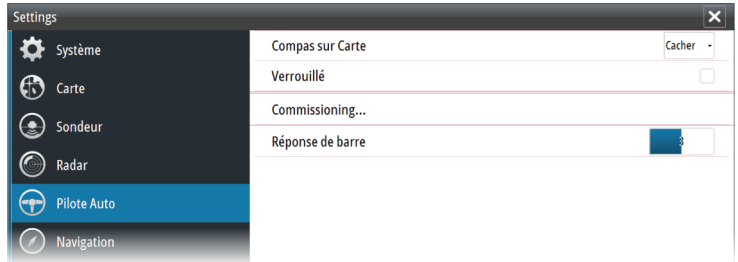 Settings
Système
Carte
Sondeur
Radar
Pilote Auto
Navigation
Compas sur Carte
Cacher
Verrouillé
Commissioning...
Réponse de barre